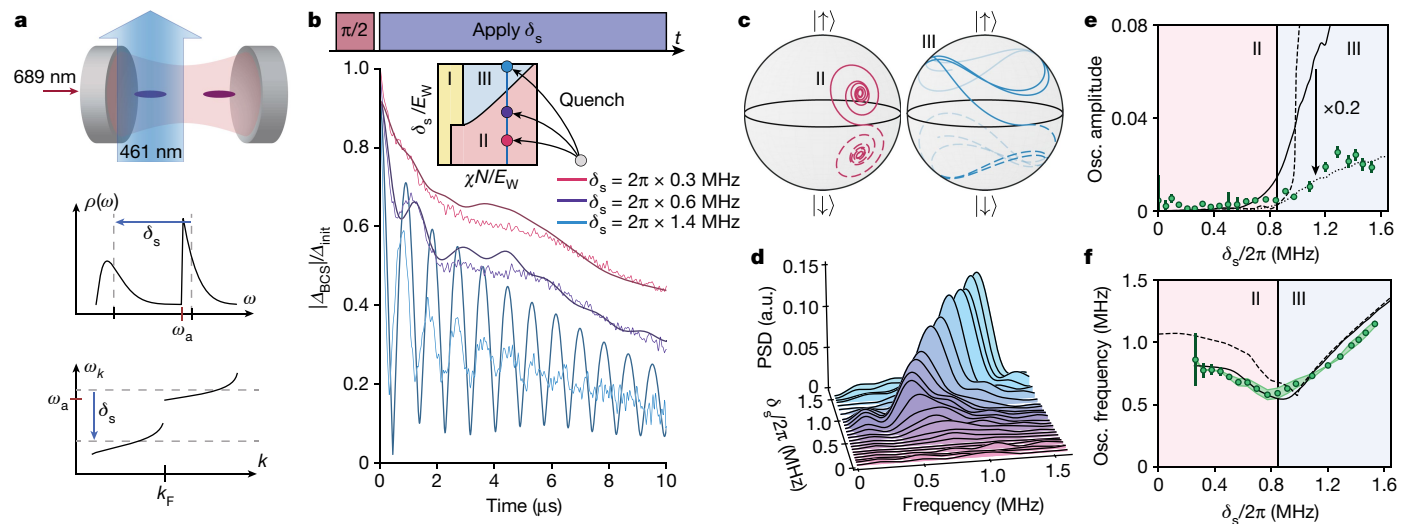 a
689 nm
461 nm
ρ(ω)
δs
ω
ωa
ωk
ωa
δs
k
kF
b
π/2
Apply δs
t
|ΔBCS|/Δinit
1.0
0.8
0.6
0.4
0.2
0
0
2
4
6
8
10
Time (μs)
I
III
II
δs/EW
χN/EW
Quench
δs = 2π × 0.3 MHz
δs = 2π × 0.6 MHz
δs = 2π × 1.4 MHz
c
|↑⟩
|↑⟩
II
III
|↓⟩
|↓⟩
d
PSD (a.u.)
0.15
0.10
0.05
0
1.5
1.0
0.5
0
δs/2π (MHz)
0
0.5
1.0
1.5
Frequency (MHz)
e
Osc. amplitude
0.08
0.04
0
II
III
×0.2
0
0.4
0.8
1.2
1.6
δs/2π (MHz)
f
Osc. frequency (MHz)
1.5
1.0
0.5
0
II
III
0
0.4
0.8
1.2
1.6
δs/2π (MHz)